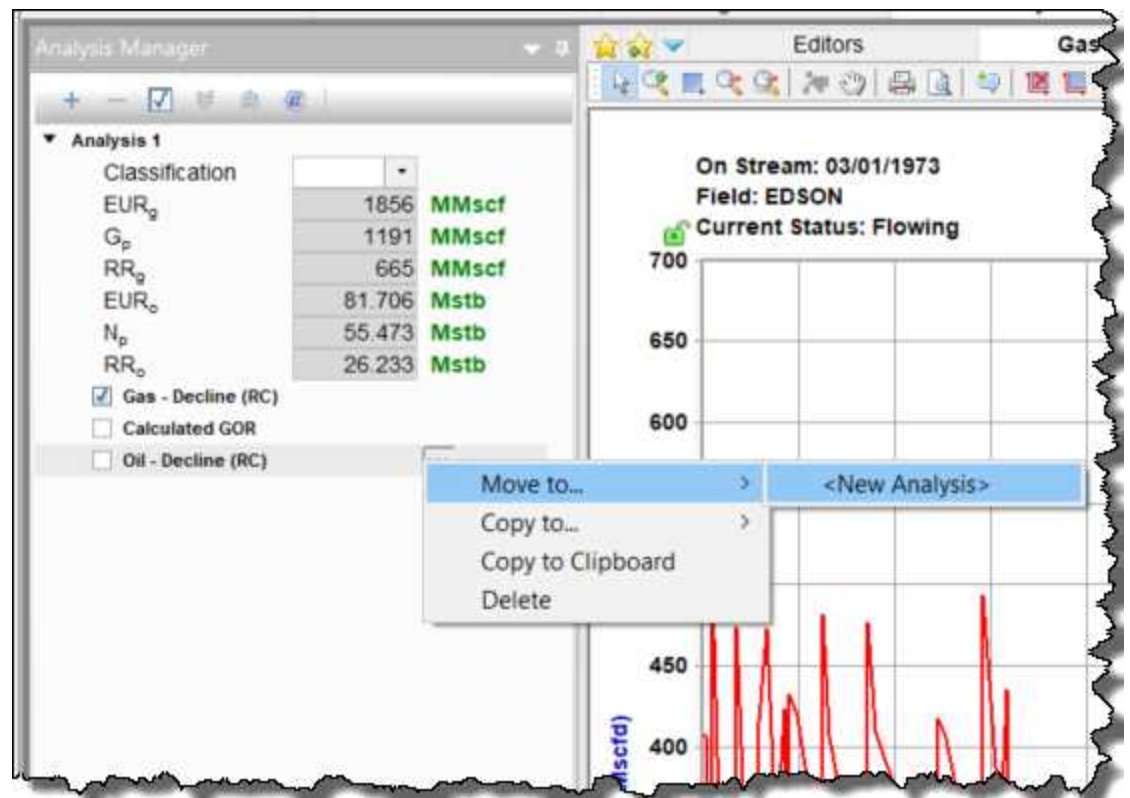 Analysis Manager
Editors
Gas
Analysis 1
Classification
EURg 1856 MMscf
Gp 1191 MMscf
RRg 665 MMscf
EURo 81.706 Mstb
Np 55.473 Mstb
RRo 26.233 Mstb
Gas - Decline (RC)
Calculated GOR
Oil - Decline (RC)
...
Move to... >
Copy to... >
Copy to Clipboard
Delete
<New Analysis>
On Stream: 03/01/1973
Field: EDSON
Current Status: Flowing
700
650
600
450
400